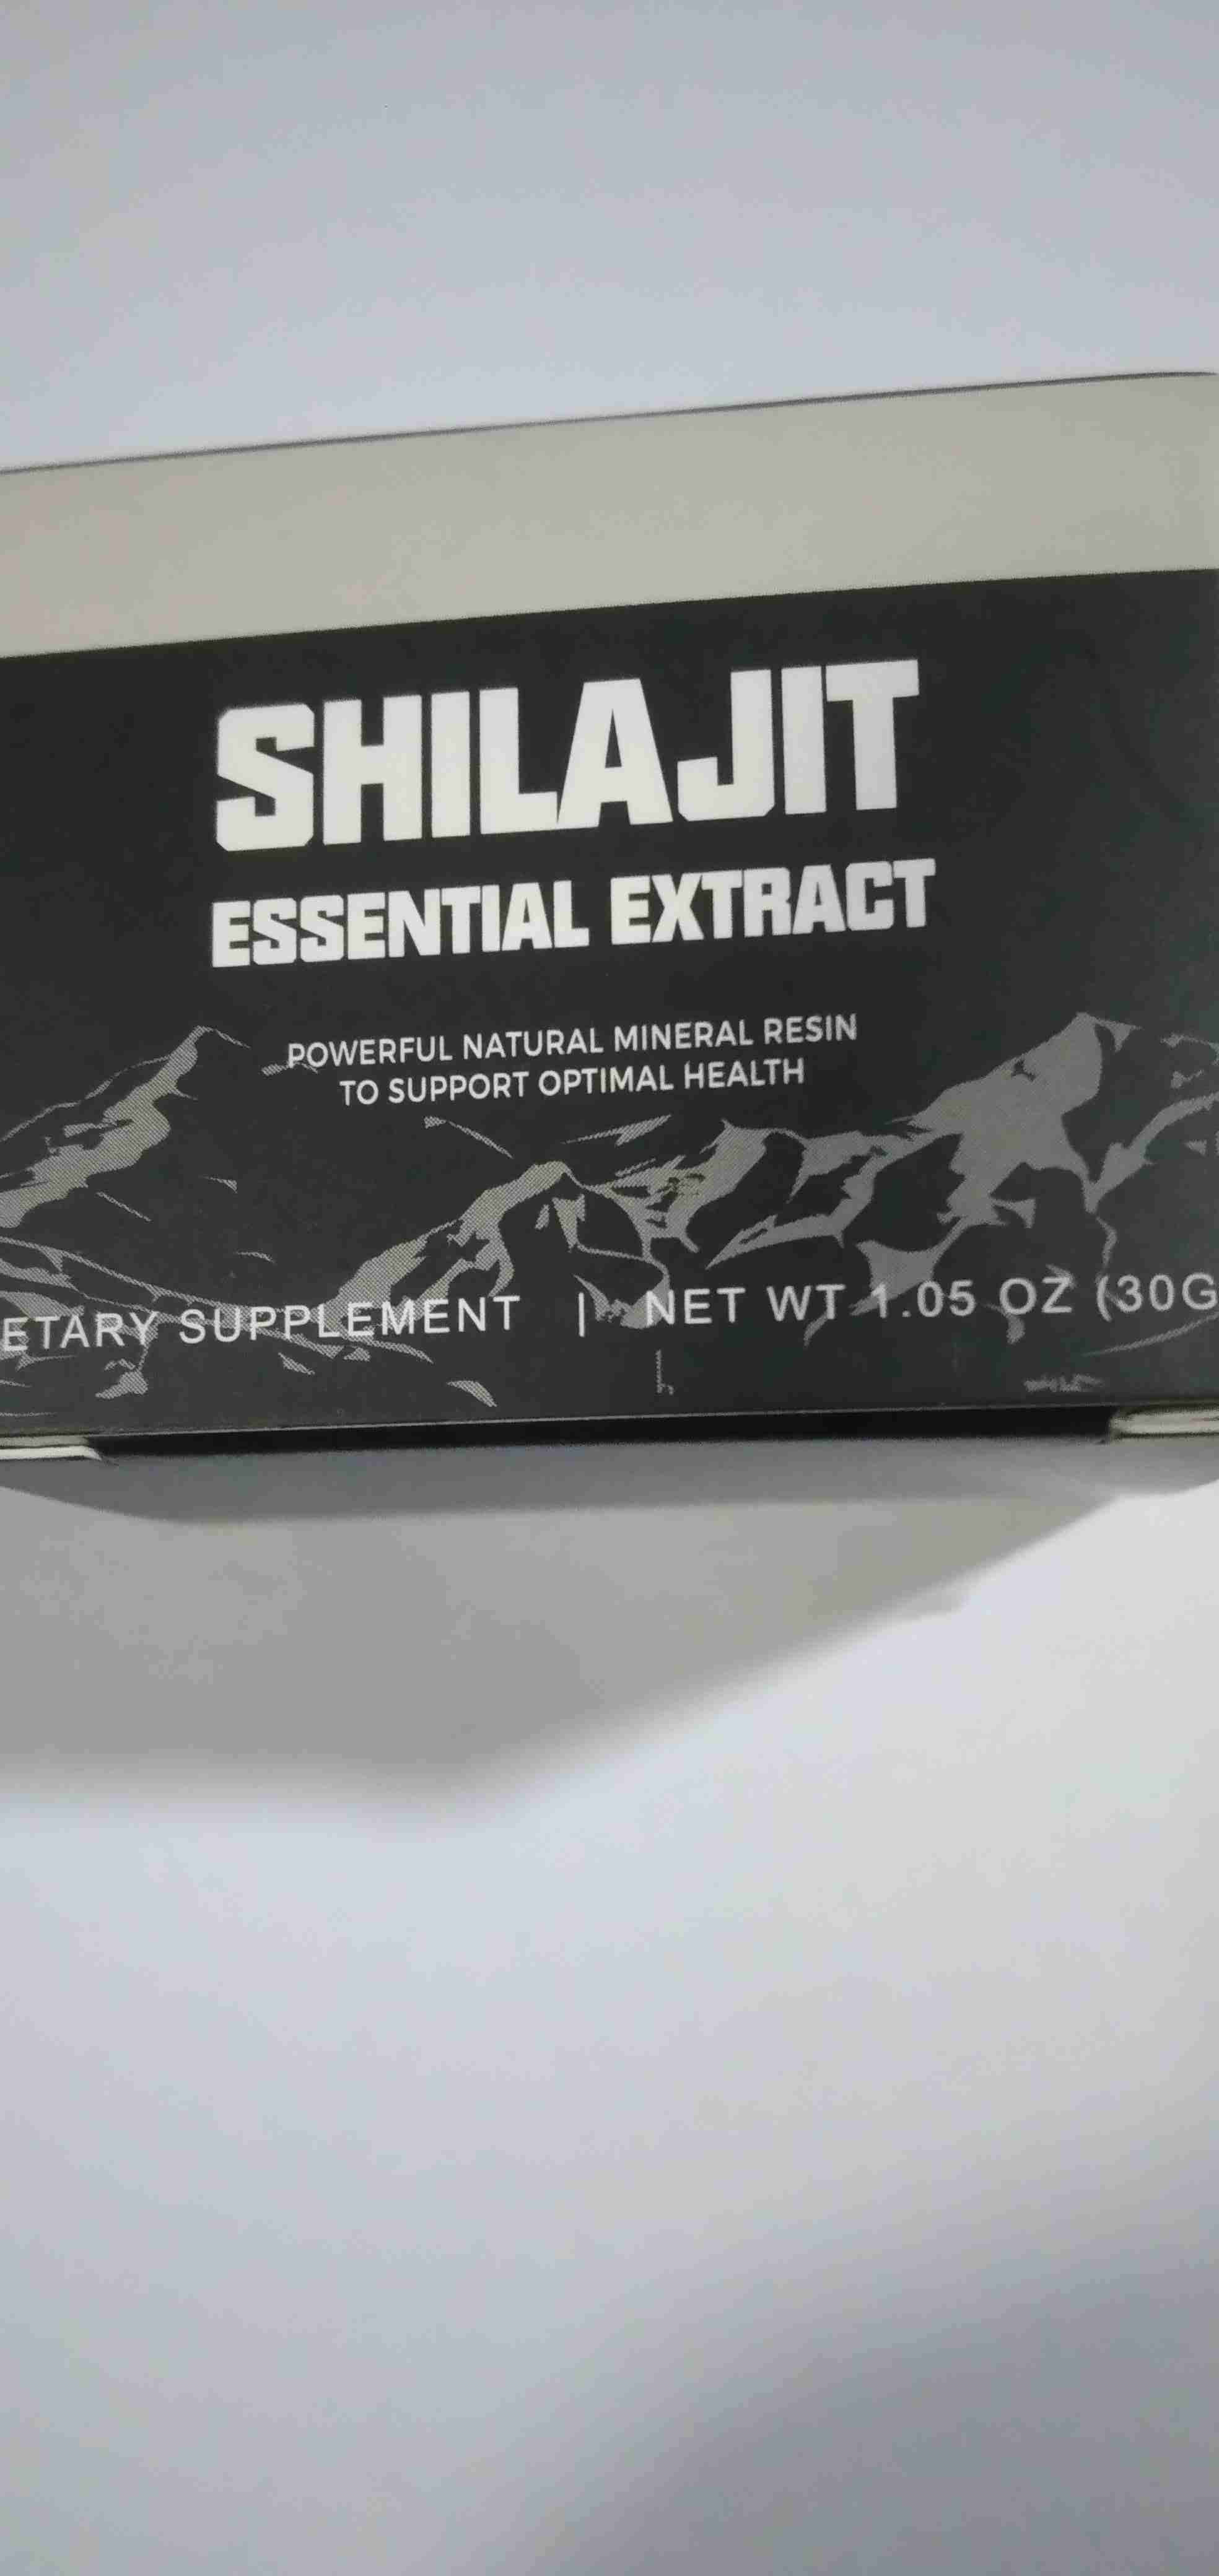 SHILAJIT
ESSENTIAL EXTRACT
POWERFUL NATURAL MINERAL RESIN
TO SUPPORT OPTIMAL HEALTH
ETARY SUPPLEMENT | NET WT 1.05 OZ (30G